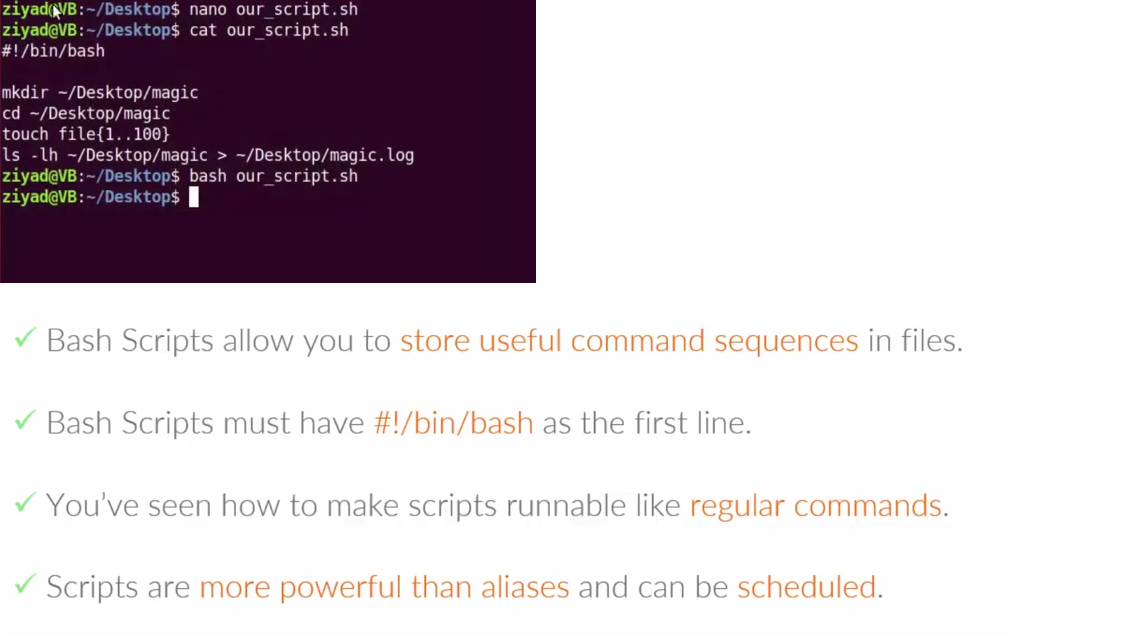 ziyad@VB:~/Desktop$ nano our_script.sh
ziyad@VB:~/Desktop$ cat our_script.sh
#!/bin/bash
mkdir ~/Desktop/magic
cd ~/Desktop/magic
touch file{1..100}
ls -lh ~/Desktop/magic > ~/Desktop/magic.log
ziyad@VB:~/Desktop$ bash our_script.sh
ziyad@VB:~/Desktop$
✓ Bash Scripts allow you to store useful command sequences in files.
✓ Bash Scripts must have #!/bin/bash as the first line.
✓ You’ve seen how to make scripts runnable like regular commands.
✓ Scripts are more powerful than aliases and can be scheduled.